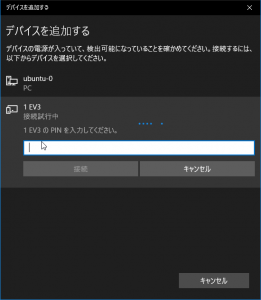 デバイスを追加する
デバイスを追加する
デバイスの電源が入っていて、検出可能になっていることを確かめてください。接続するには、
以下からデバイスを選択してください。
ubuntu-0
PC
1 EV3
接続試行中
1 EV3 の PIN を入力してください。
接続
キャンセル
キャンセル